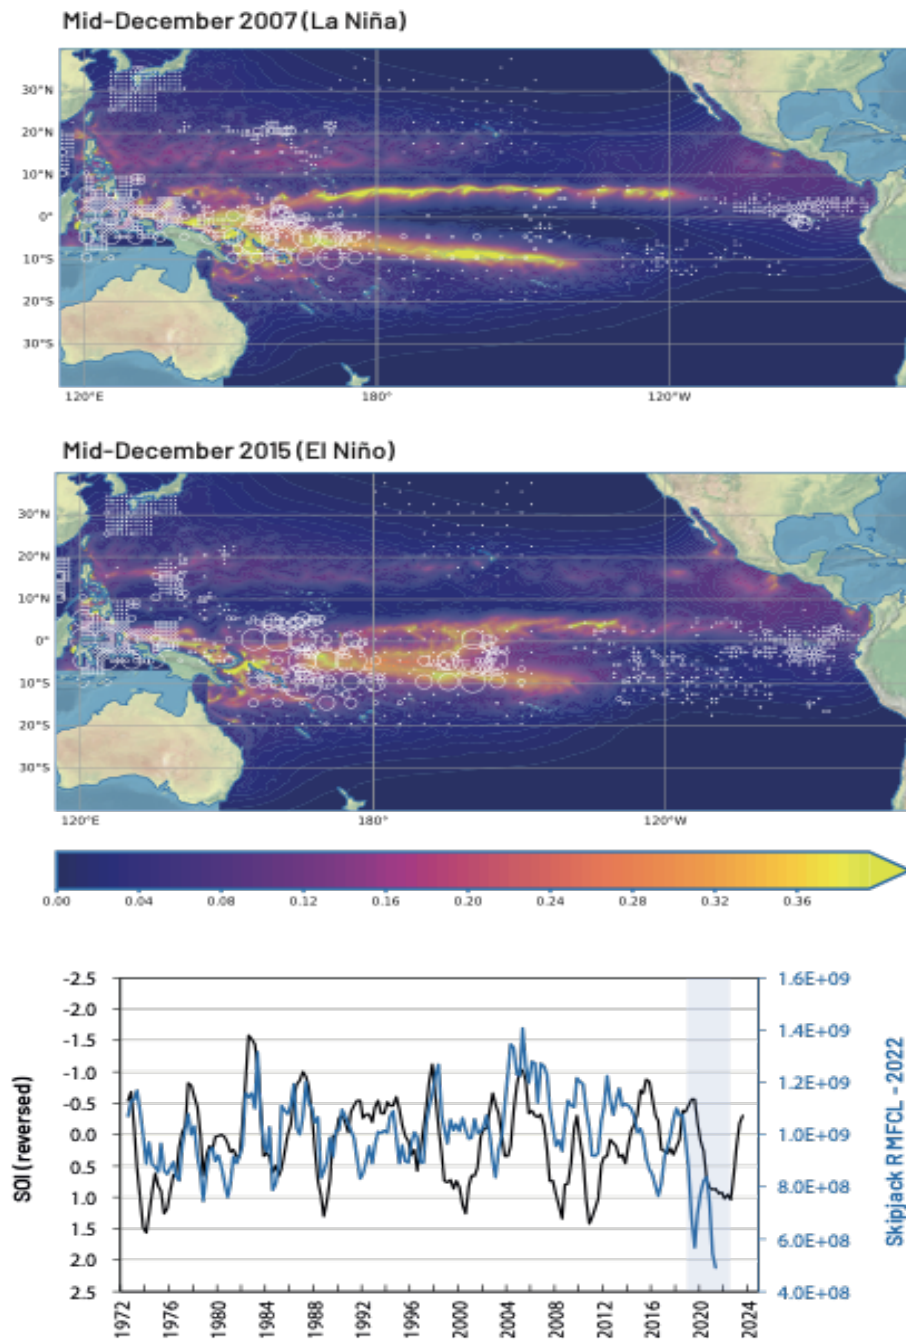 Mid-December 2007 (La Niña)
30°N
20°N
10°N
0°
10°S
20°S
30°S
120°E 180° 120°W
Mid-December 2015 (El Niño)
30°N
20°N
10°N
0°
10°S
20°S
30°S
120°E 180° 120°W
0.00 0.04 0.08 0.12 0.16 0.20 0.24 0.28 0.32 0.36
-2.5 1.6E+09
-2.0
-1.5 1.4E+09
-1.0 1.2E+09
-0.5
0.0 1.0E+09
0.5
1.0 8.0E+08
1.5
2.0 6.0E+08
2.5 4.0E+08
SOI (reversed)
Skipjack R MFCL - 2022
1972 1976 1980 1984 1988 1992 1996 2000 2004 2008 2012 2016 2020 2024